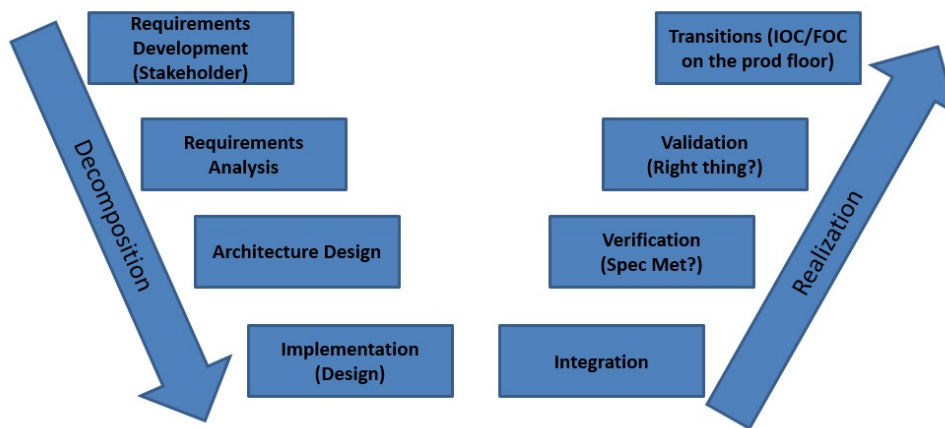 Requirements
Development
(Stakeholder)
Transitions (IOC/FOC
on the prod floor)
Requirements
Analysis
Validation
(Right thing?)
Decomposition
Realization
Architecture Design
Verification
(Spec Met?)
Implementation
(Design)
Integration